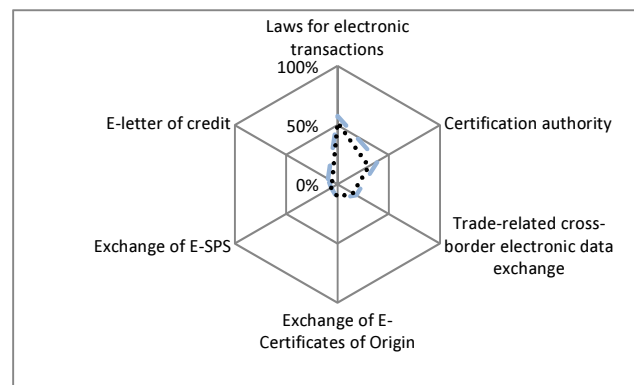 Laws for electronic
transactions
100%
E-letter of credit
50%
Certification authority
0%
Exchange of E-SPS
Trade-related cross-
border electronic data
exchange
Exchange of E-
Certificates of Origin